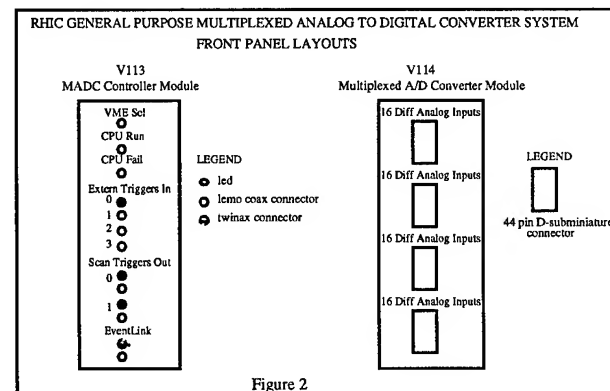 RHIC GENERAL PURPOSE MULTIPLEXED ANALOG TO DIGITAL CONVERTER SYSTEM
FRONT PANEL LAYOUTS
V113
MADC Controller Module
VME Sel
CPU Run
CPU Fail
Extern Triggers In
0
1
2
3
Scan Triggers Out
0
1
EventLink
LEGEND
led
lemo coax connector
twinax connector
V114
Multiplexed A/D Converter Module
16 Diff Analog Inputs
16 Diff Analog Inputs
16 Diff Analog Inputs
16 Diff Analog Inputs
LEGEND
44 pin D-subminiature
connector
Figure 2